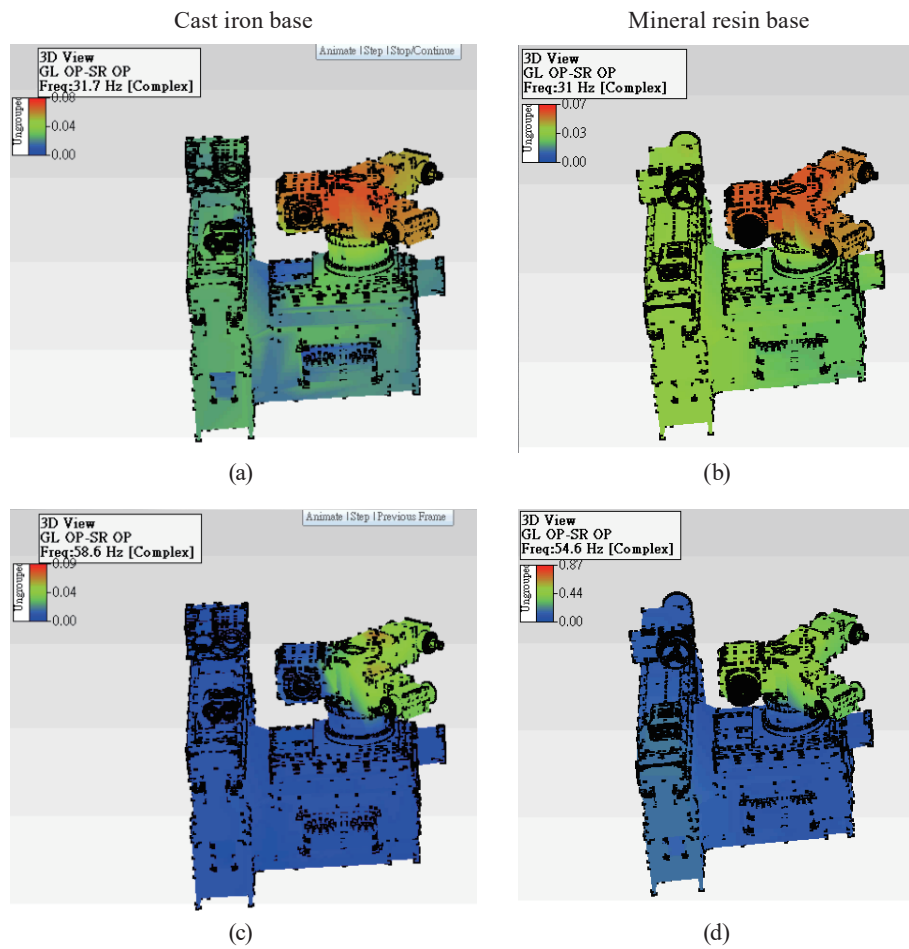 Cast iron base
Mineral resin base
3D View
GL OP-SR OP
Freq:31.7 Hz [Complex]
Animate |Step |Stop/Continue
Ungrouped
0.08
0.04
0.00
3D View
GL OP-SR OP
Freq:31 Hz [Complex]
Ungrouped
0.07
0.03
0.00
(a)
(b)
3D View
GL OP-SR OP
Freq:58.6 Hz [Complex]
Animate |Step |Previous Frame
Ungrouped
0.09
0.04
0.00
3D View
GL OP-SR OP
Freq:54.6 Hz [Complex]
Ungrouped
0.87
0.44
0.00
(c)
(d)